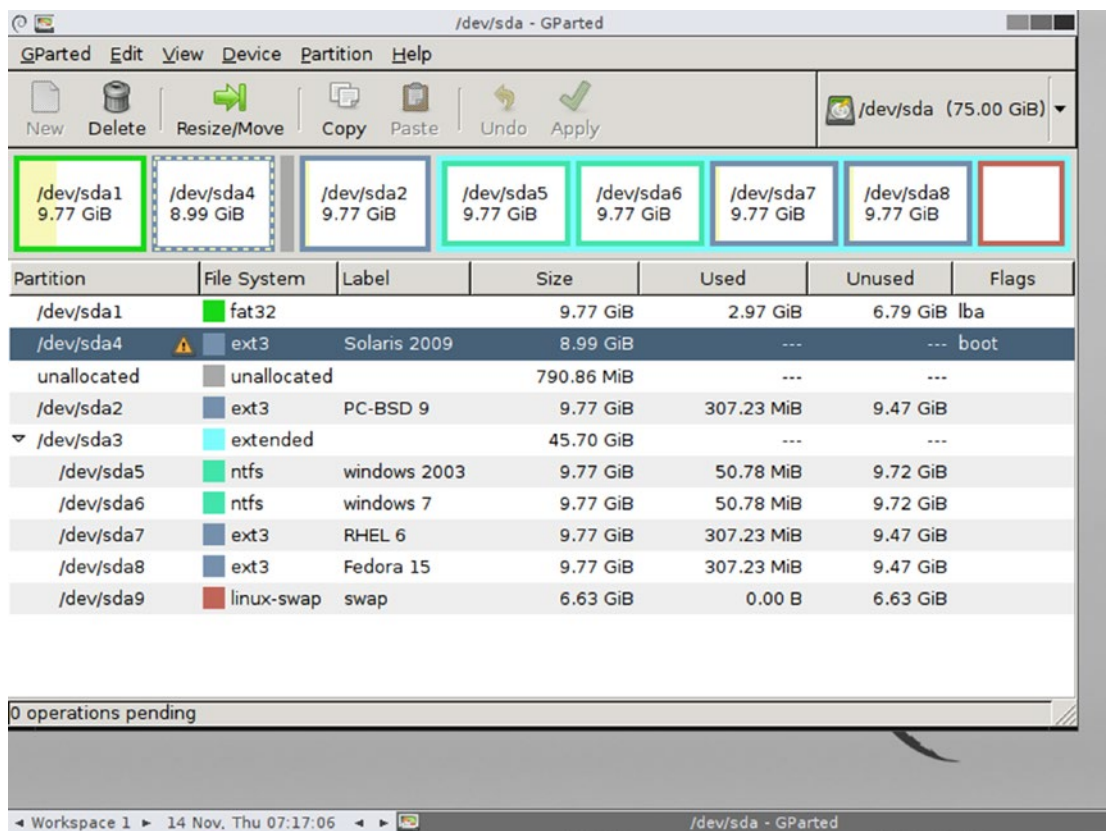 /dev/sda - GParted
GParted Edit View Device Partition Help
New Delete Resize/Move Copy Paste Undo Apply /dev/sda (75.00 GiB)
/dev/sda1 /dev/sda4 /dev/sda2 /dev/sda5 /dev/sda6 /dev/sda7 /dev/sda8
9.77 GiB 8.99 GiB 9.77 GiB 9.77 GiB 9.77 GiB 9.77 GiB 9.77 GiB
Partition File System Label Size Used Unused Flags
/dev/sda1 fat32 9.77 GiB 2.97 GiB 6.79 GiB lba
/dev/sda4 ext3 Solaris 2009 8.99 GiB --- --- boot
unallocated unallocated 790.86 MiB --- ---
/dev/sda2 ext3 PC-BSD 9 9.77 GiB 307.23 MiB 9.47 GiB
/dev/sda3 extended 45.70 GiB --- ---
/dev/sda5 ntfs windows 2003 9.77 GiB 50.78 MiB 9.72 GiB
/dev/sda6 ntfs windows 7 9.77 GiB 50.78 MiB 9.72 GiB
/dev/sda7 ext3 RHEL 6 9.77 GiB 307.23 MiB 9.47 GiB
/dev/sda8 ext3 Fedora 15 9.77 GiB 307.23 MiB 9.47 GiB
/dev/sda9 linux-swap swap 6.63 GiB 0.00 B 6.63 GiB
0 operations pending
Workspace 1 14 Nov, Thu 07:17:06 /dev/sda - GParted